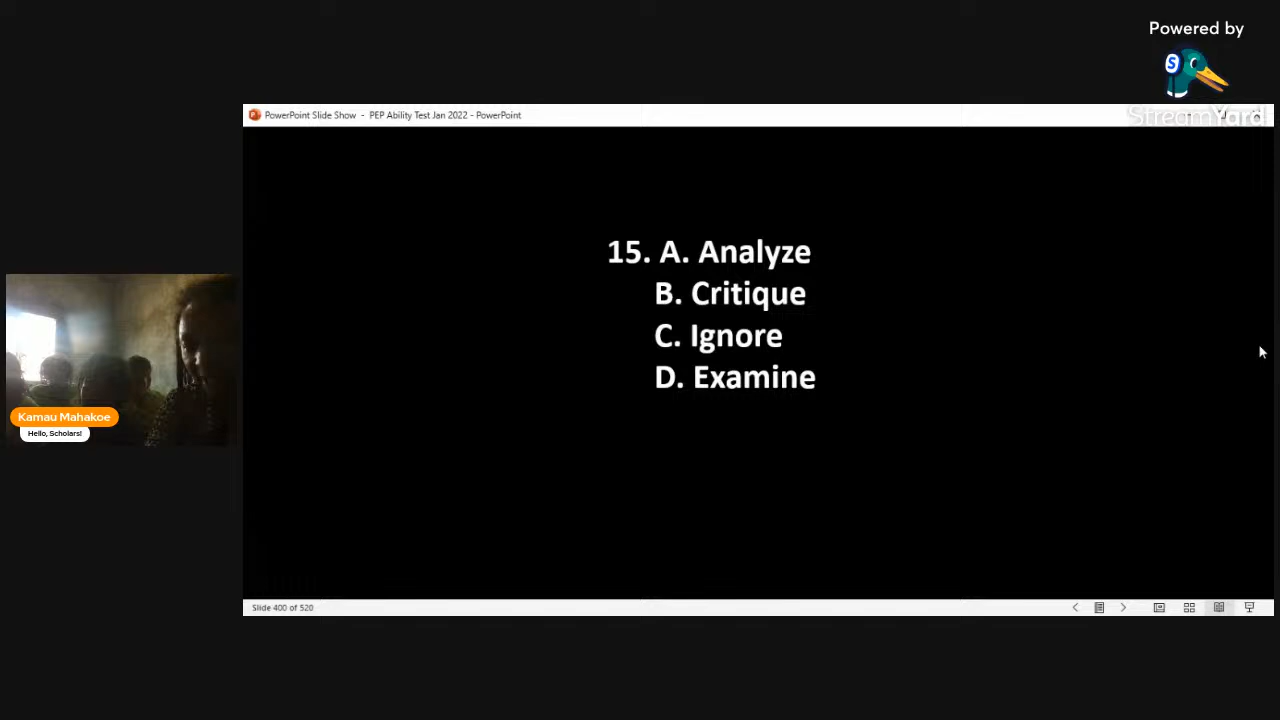 Powered by
S
StreamYard
PowerPoint Slide Show - PEP Ability Test Jan 2022 - PowerPoint
15. A. Analyze
B. Critique
C. Ignore
D. Examine
Kamau Mahakoe
Hello, Scholars!
Slide 400 of 520